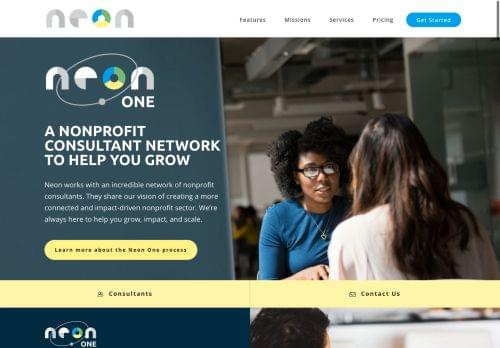 neon
Features Missions Services Pricing Get Started
neon
ONE
A NONPROFIT
CONSULTANT NETWORK
TO HELP YOU GROW
Neon works with an incredible network of nonprofit
consultants. They share our vision of creating a more
connected and impact-driven nonprofit sector. We're
always here to help you grow, impact, and scale.
Learn more about the Neon One process
Consultants Contact Us
neon
ONE